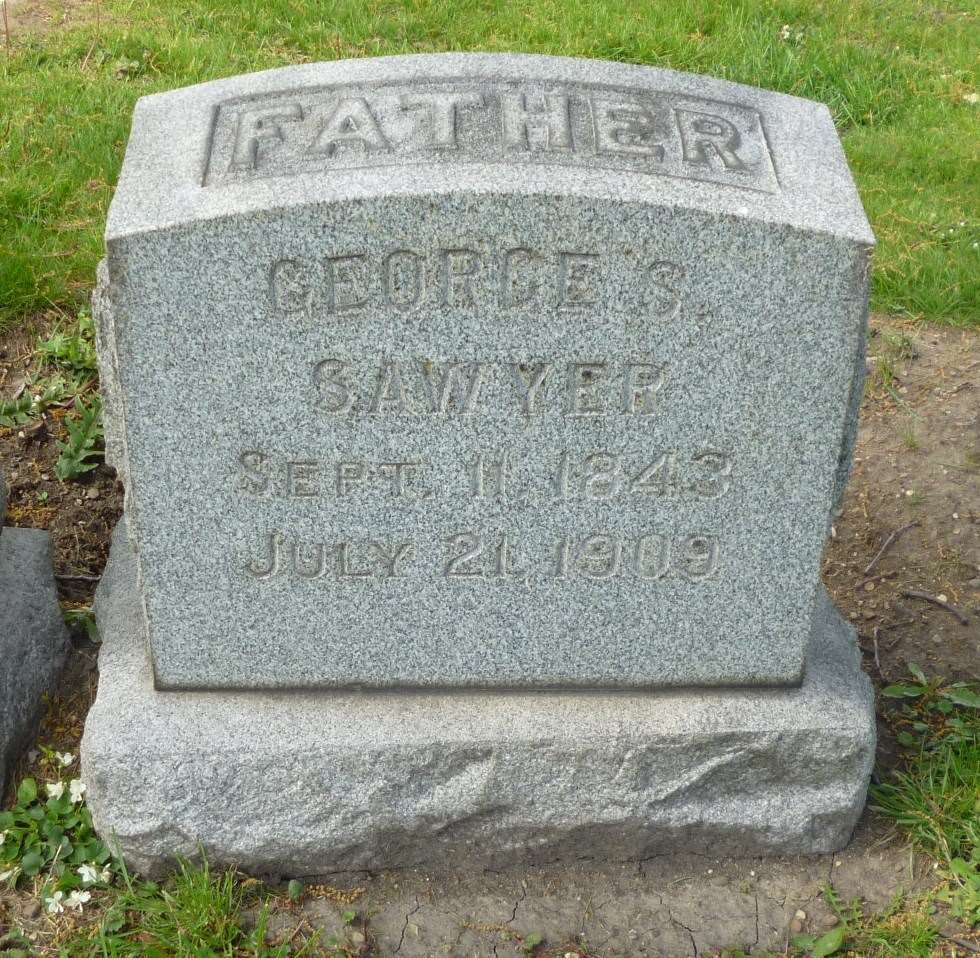 FATHER
GEORGE S.
SAWYER
SEPT. 11, 1843
JULY 21, 1909